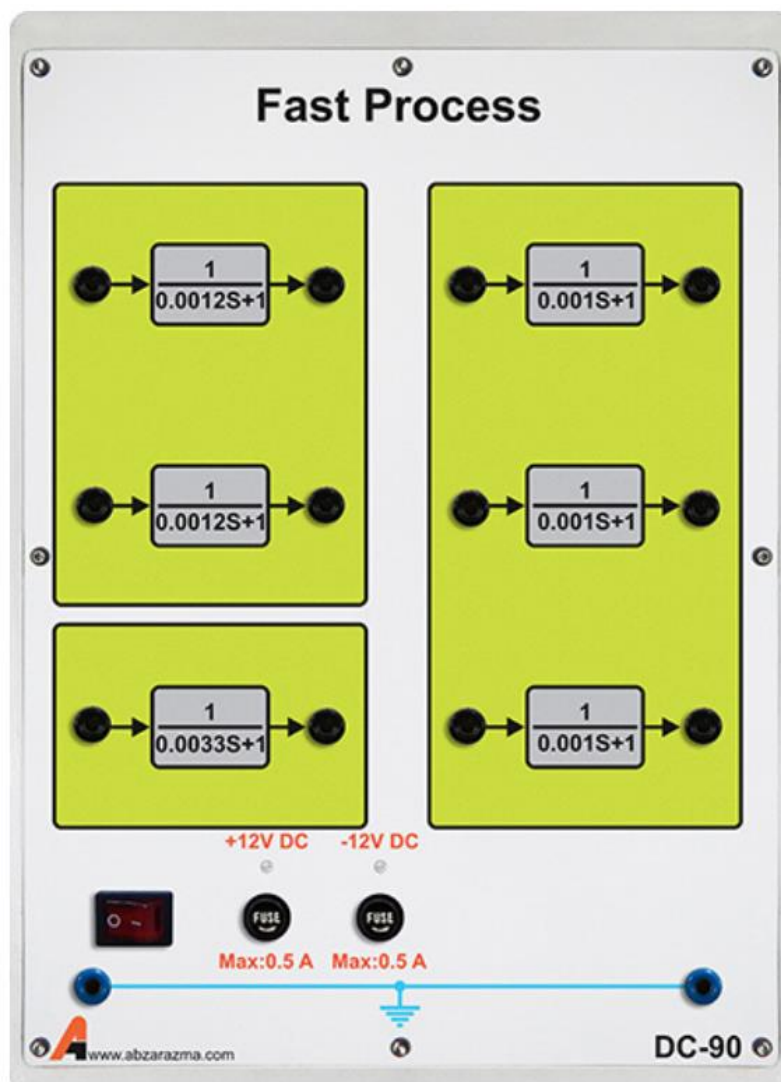 Fast Process
1
0.0012S+1
1
0.001S+1
1
0.0012S+1
1
0.001S+1
1
0.0033S+1
1
0.001S+1
+12V DC -12V DC
FUSE FUSE
Max:0.5 A Max:0.5 A
www.abzarazma.com
DC-90